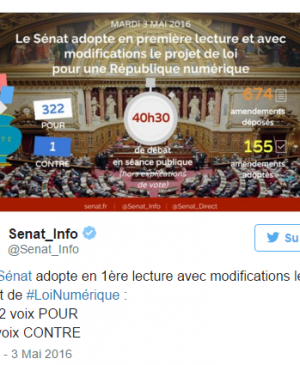 MARDI 3 MAI 2016
Le Sénat adopte en première lecture et avec
modifications le projet de loi
pour une République numérique
322
POUR
1
CONTRE
40h30
de débat
en séance publique
(hors explications
de vote)
674
amendements
déposés
155
amendements
adoptés
senat.fr | @Senat_Info | @Senat_Direct
Senat_Info
@Senat_Info
Su
Sénat adopte en 1ère lecture avec modifications le
t de #LoiNumérique :
2 voix POUR
voix CONTRE
- 3 Mai 2016